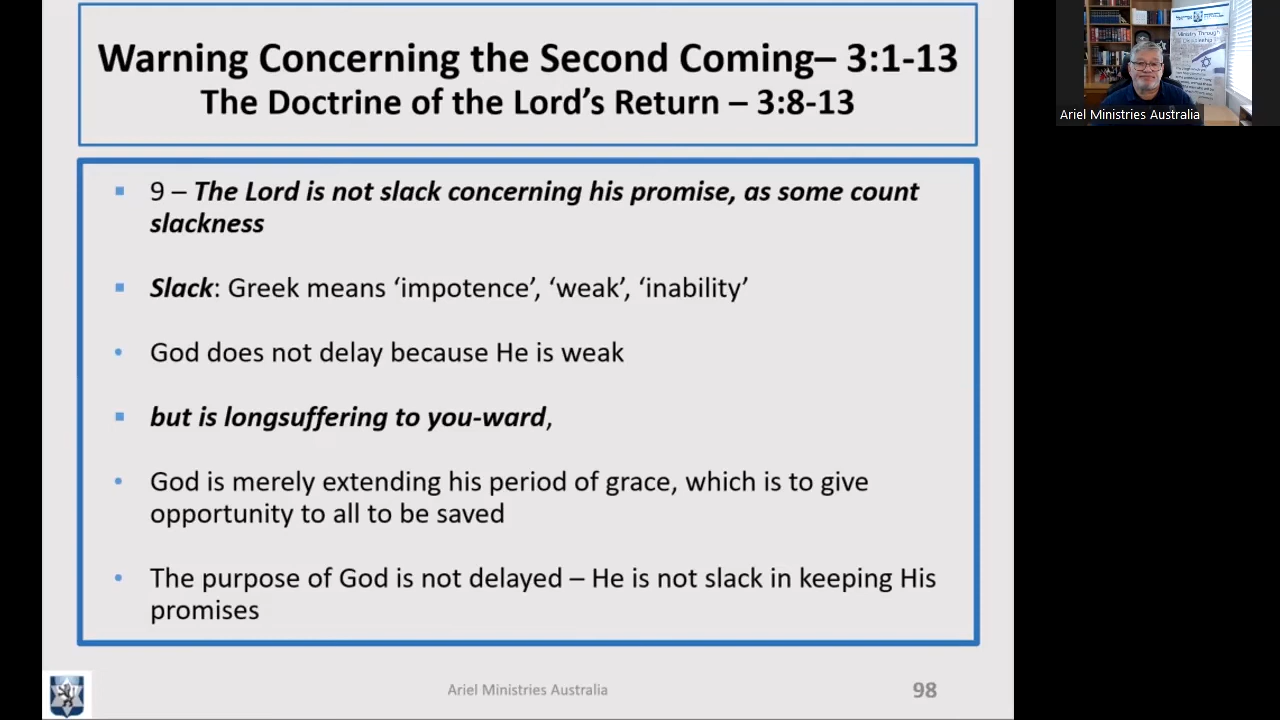 Warning Concerning the Second Coming– 3:1-13
The Doctrine of the Lord’s Return – 3:8-13
9 – The Lord is not slack concerning his promise, as some count
slackness
Slack: Greek means ‘impotence’, ‘weak’, ‘inability’
God does not delay because He is weak
but is longsuffering to you-ward,
God is merely extending his period of grace, which is to give
opportunity to all to be saved
The purpose of God is not delayed – He is not slack in keeping His
promises
Ariel Ministries Australia
98
Ministry Through
Discipleship
Ariel Ministries Australia